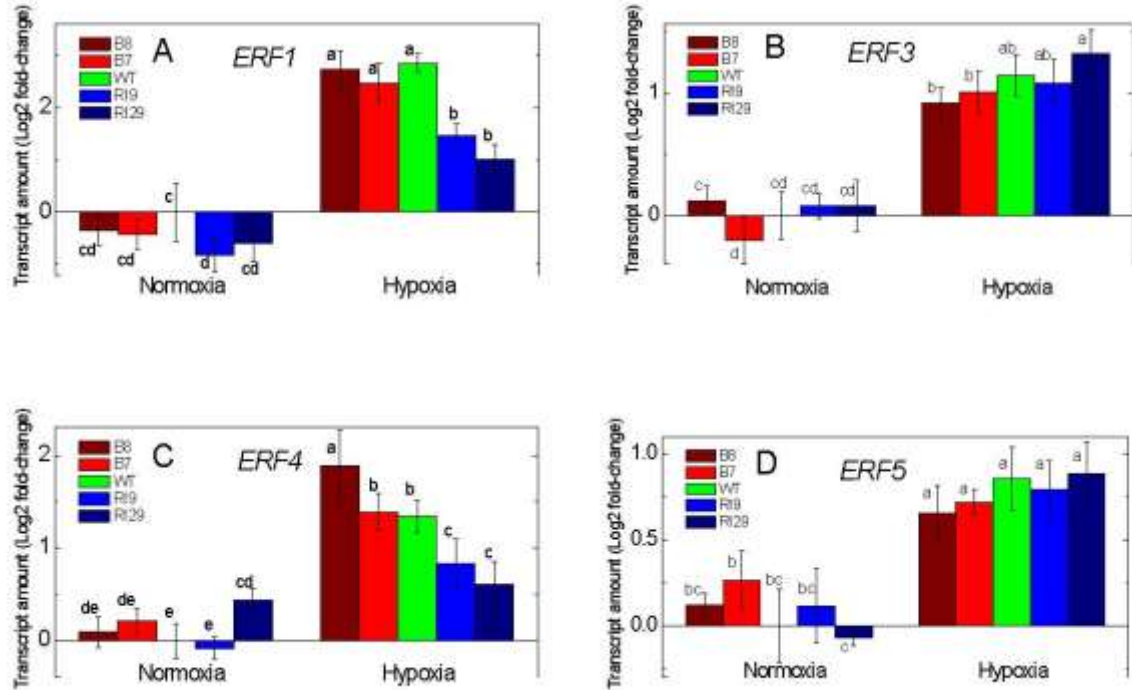 Transcript amount (Log2 fold-change)
B8
B7
WT
RI9
RI29
A
ERF1
2
0
cd
cd
c
d
cd
a
a
a
b
b
Normoxia
Hypoxia
Transcript amount (Log2 fold-change)
B8
B7
WT
RI9
RI29
B
ERF3
1
0
c
d
cd
cd
cd
b
b
ab
ab
a
Normoxia
Hypoxia
Transcript amount (Log2 fold-change)
B8
B7
WT
RI9
RI29
C
ERF4
2
1
0
de
de
e
e
cd
a
b
b
c
c
Normoxia
Hypoxia
Transcript amount (Log2 fold-change)
B8
B7
WT
RI9
RI29
D
ERF5
1.0
0.5
0.0
bc
b
bc
bc
c
a
a
a
a
a
Normoxia
Hypoxia